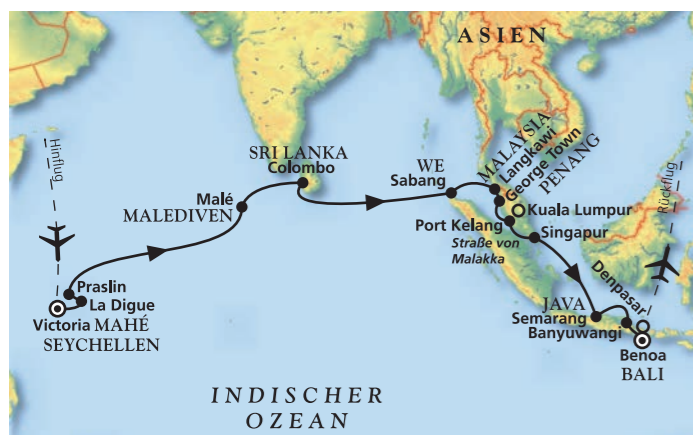 ASIEN
Hinflug
SRI LANKA
Colombo
Malé
MALEDIVEN
WE
Sabang
MALAYSIA
Langkawi
George Town
PENANG
Kuala Lumpur
Port Kelang
Singapur
Straße von
Malakka
Rückflug
Praslin
La Digue
Victoria MAHÉ
SEYCHELLEN
Denpasar
JAVA
Semarang
Banyuwangi
Benoa
BALI
INDISCHER
OZEAN